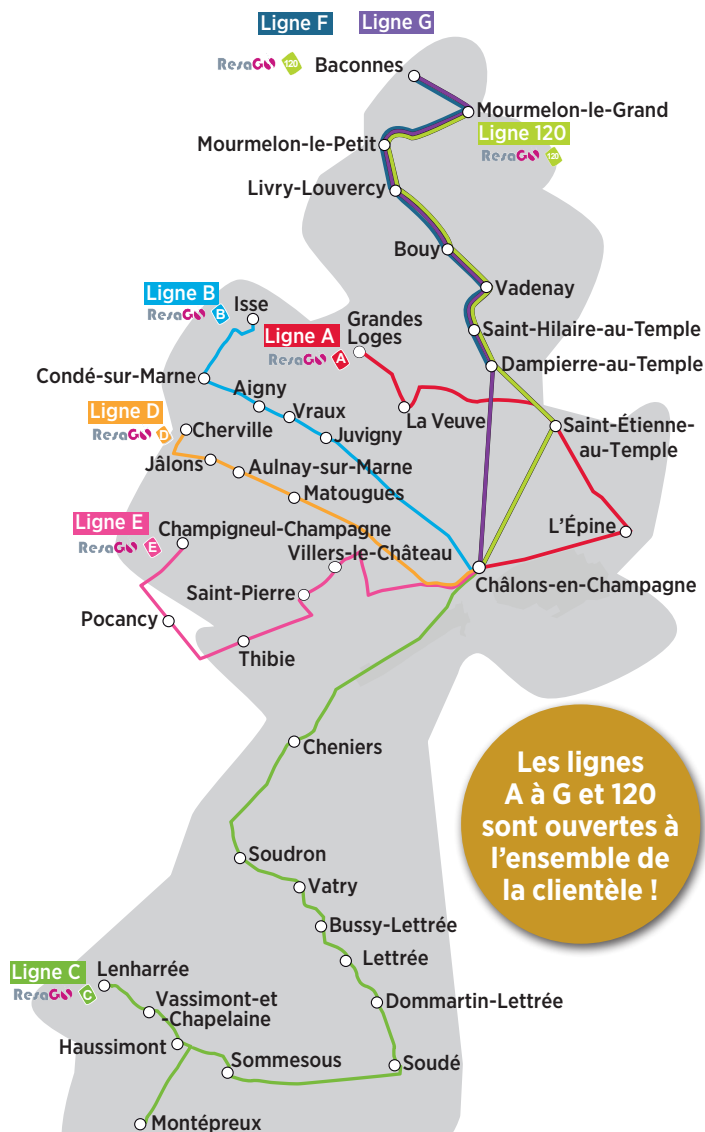 Ligne F
Ligne G
ResaGO 120
Baconnes
Mourmelon-le-Grand
Ligne 120
ResaGO 120
Mourmelon-le-Petit
Livry-Louvercy
Bouy
Vadenay
Ligne B
ResaGO B
Isse
Saint-Hilaire-au-Temple
Grandes
Loges
Ligne A
ResaGO A
Dampierre-au-Temple
Condé-sur-Marne
Aigny
Vraux
La Veuve
Ligne D
ResaGO D
Cherville
Juvigny
Saint-Étienne-
au-Temple
Jâlons
Aulnay-sur-Marne
Matougues
Ligne E
ResaGO E
Champigneul-Champagne
L'Épine
Villers-le-Château
Châlons-en-Champagne
Saint-Pierre
Pocancy
Thibie
Cheniers
Les lignes
A à G et 120
sont ouvertes à
l'ensemble de
la clientèle !
Soudron
Vatry
Bussy-Lettrée
Lettrée
Ligne C
ResaGO C
Lenharrée
Vassimont-et
-Chapelaine
Dommartin-Lettrée
Haussimont
Sommesous
Soudé
Montépreux